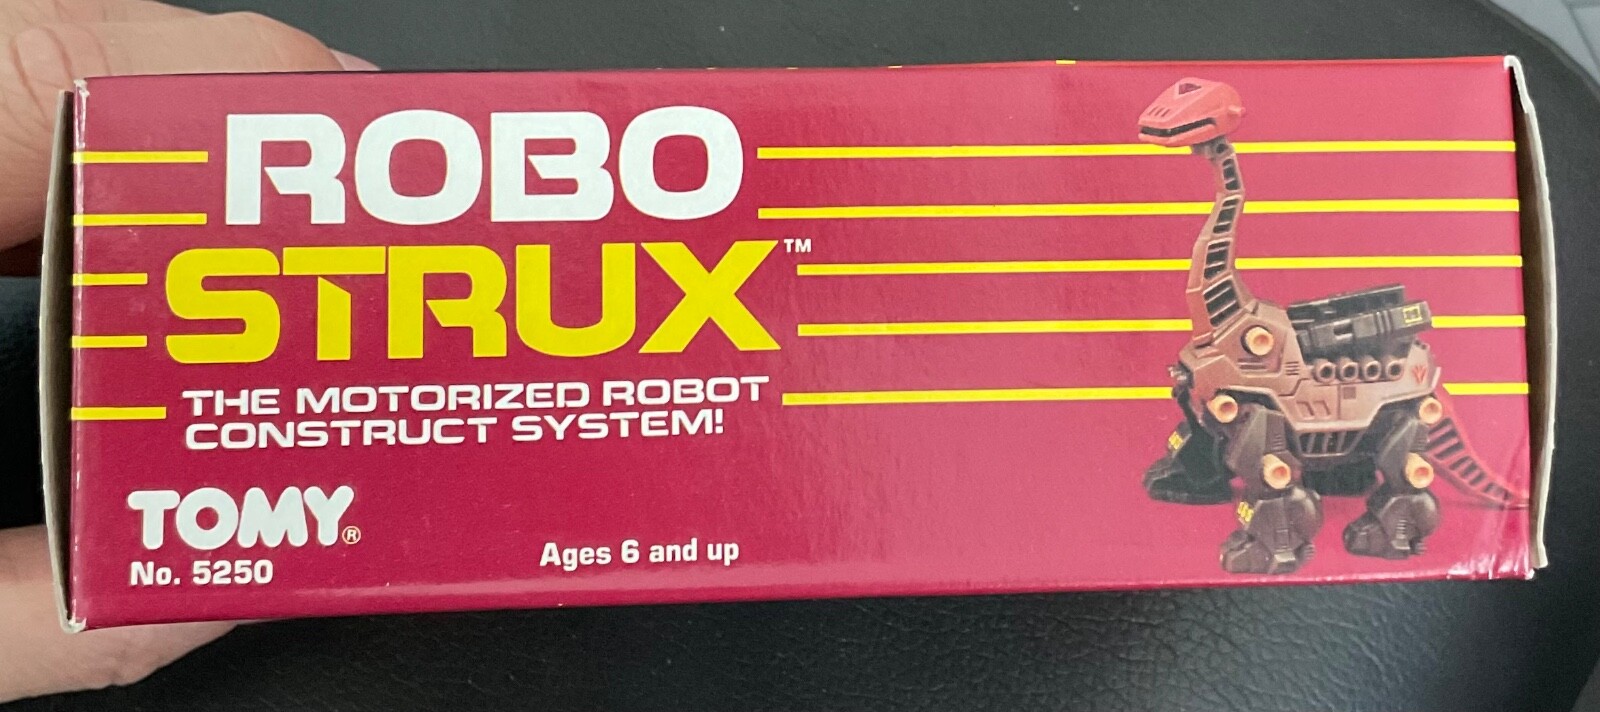 ROBO
STRUX™
THE MOTORIZED ROBOT
CONSTRUCT SYSTEM!
TOMY®
No. 5250
Ages 6 and up